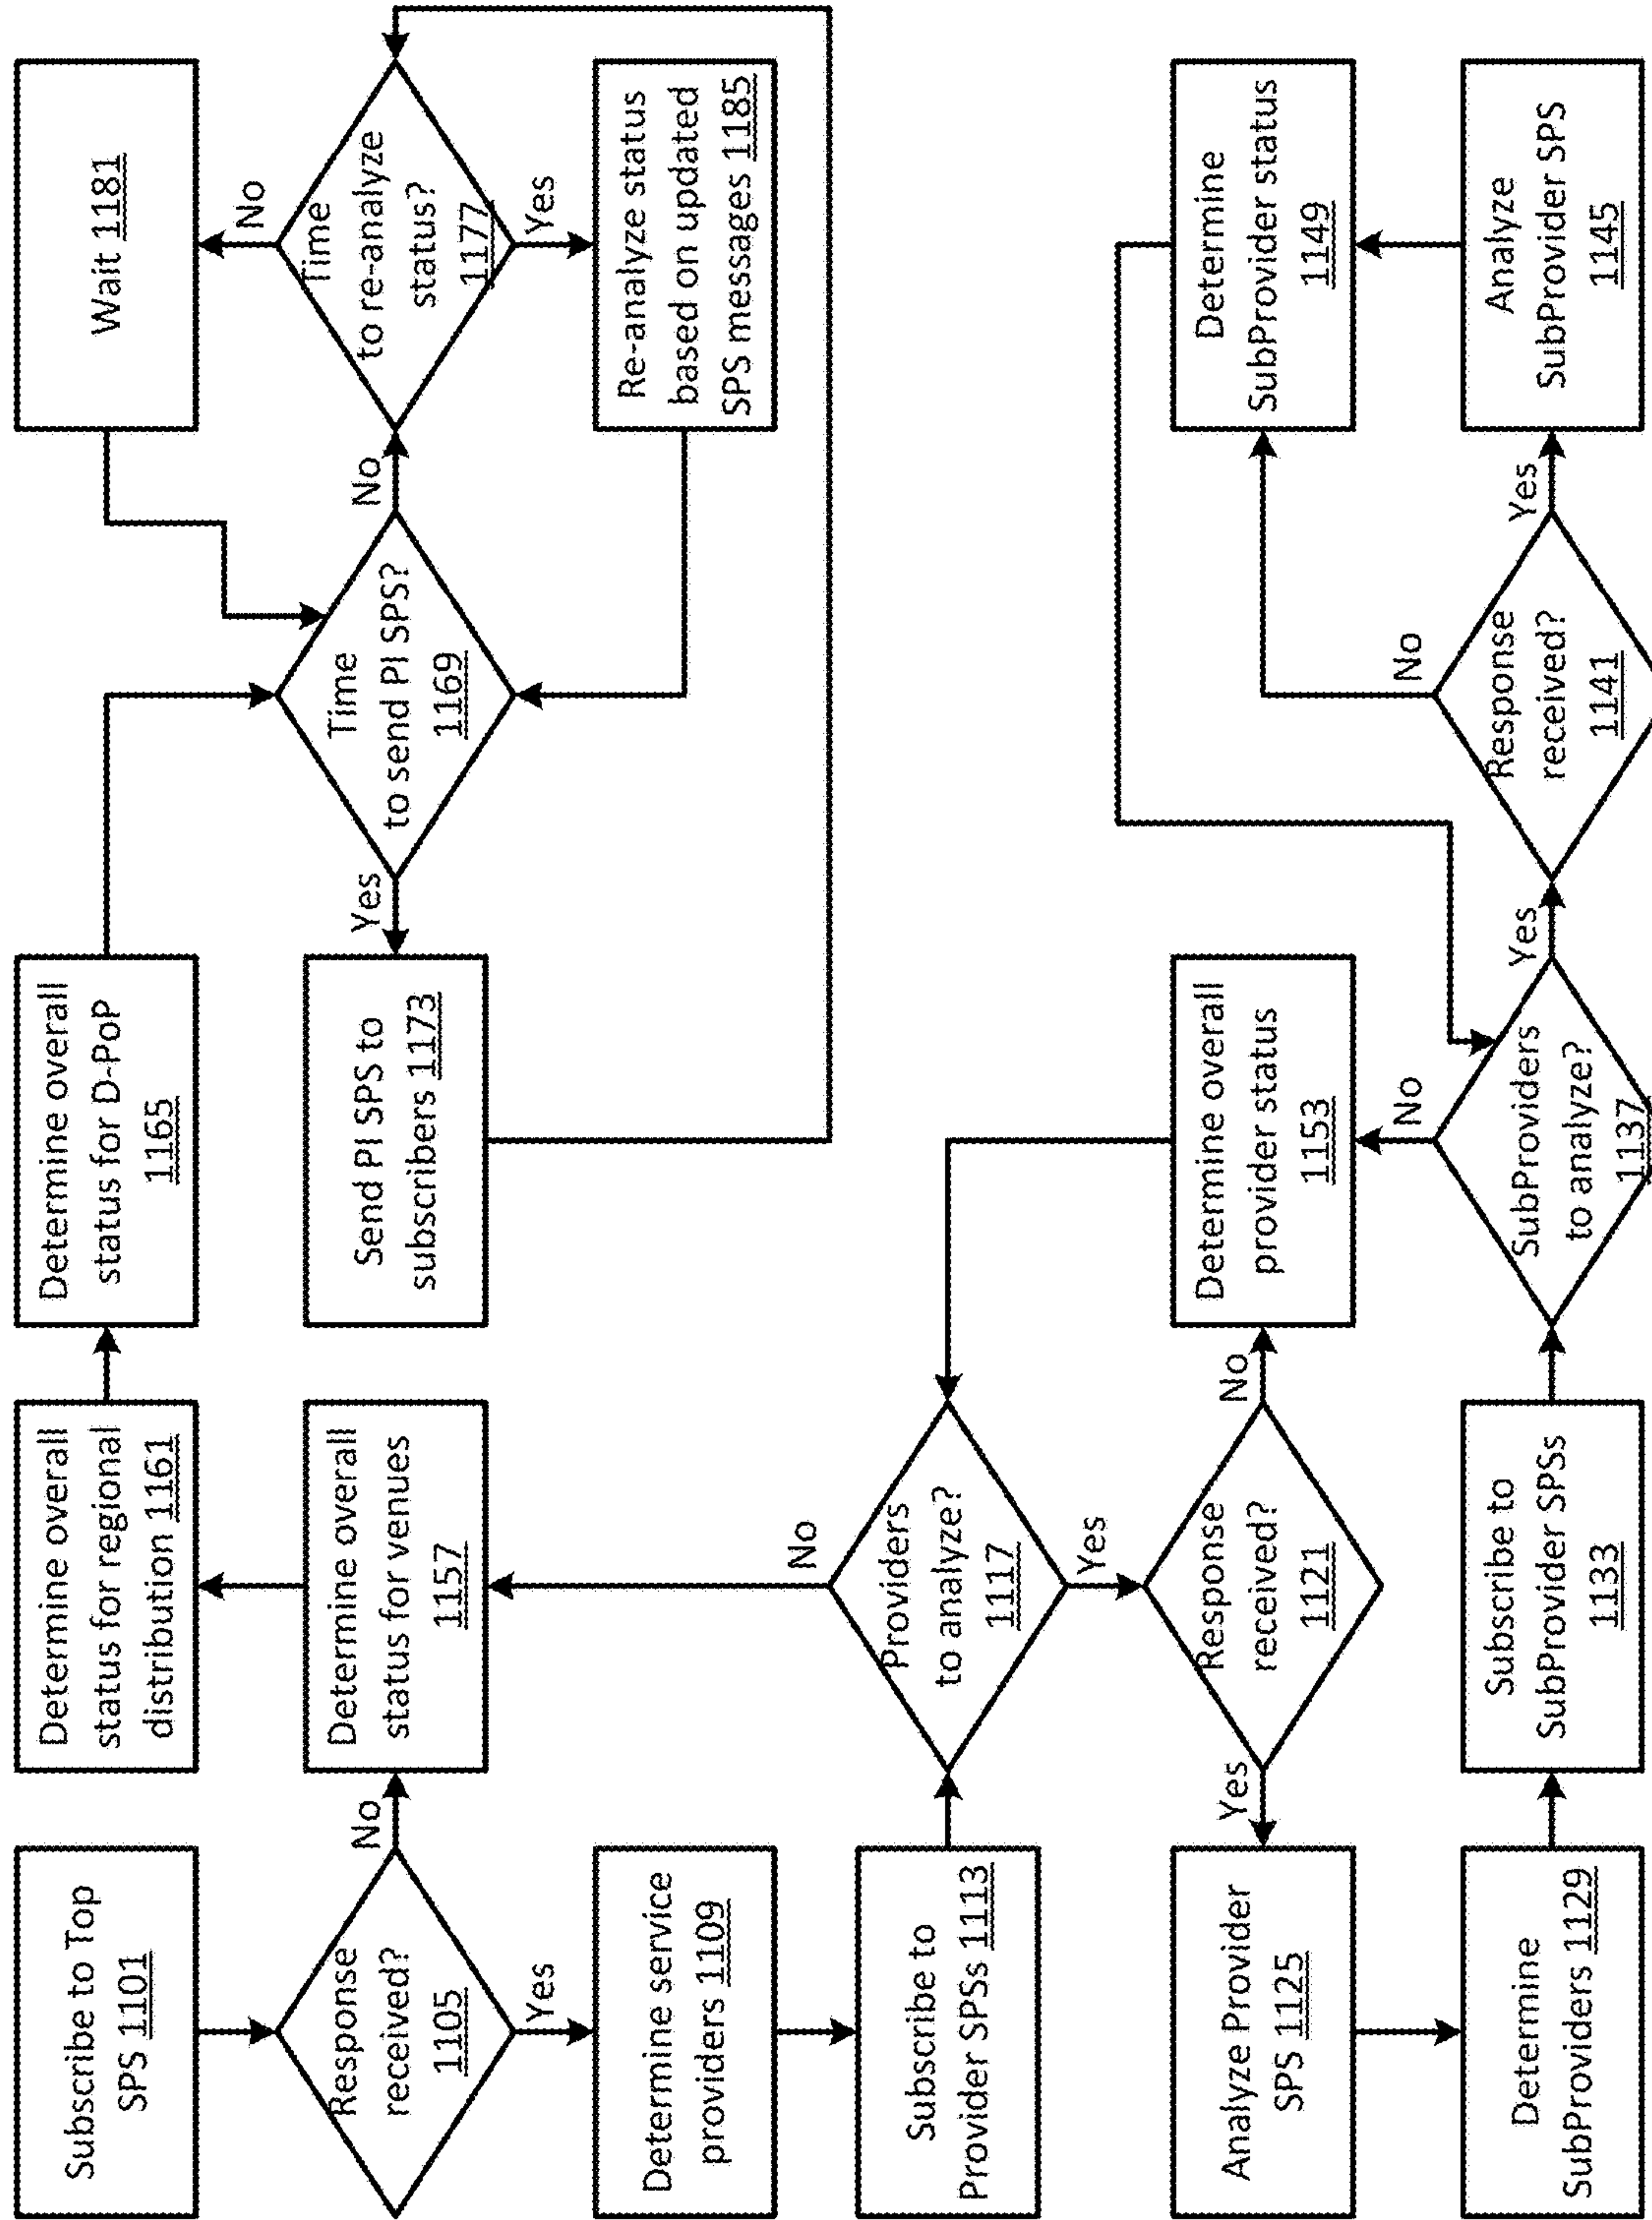 Subscribe to Top
SPS 1101
Response
received?
1105
No
Yes
Determine service
providers 1109
Subscribe to
Provider SPSs 1113
Providers
to analyze?
1117
No
Yes
Response
received?
1121
No
Yes
Analyze Provider
SPS 1125
Determine
SubProviders 1129
Subscribe to
SubProvider SPSs
1133
SubProviders
to analyze?
1137
No
Yes
Response
received?
1141
No
Yes
Analyze
SubProvider SPS
1145
Determine
SubProvider status
1149
Determine overall
provider status
1153
Determine overall
status for venues
1157
Determine overall
status for regional
distribution 1161
Determine overall
status for D-PoP
1165
Time
to send PI SPS?
1169
Yes
No
Send PI SPS to
subscribers 1173
Time
to re-analyze
status?
1177
No
Yes
Wait 1181
Re-analyze status
based on updated
SPS messages 1185